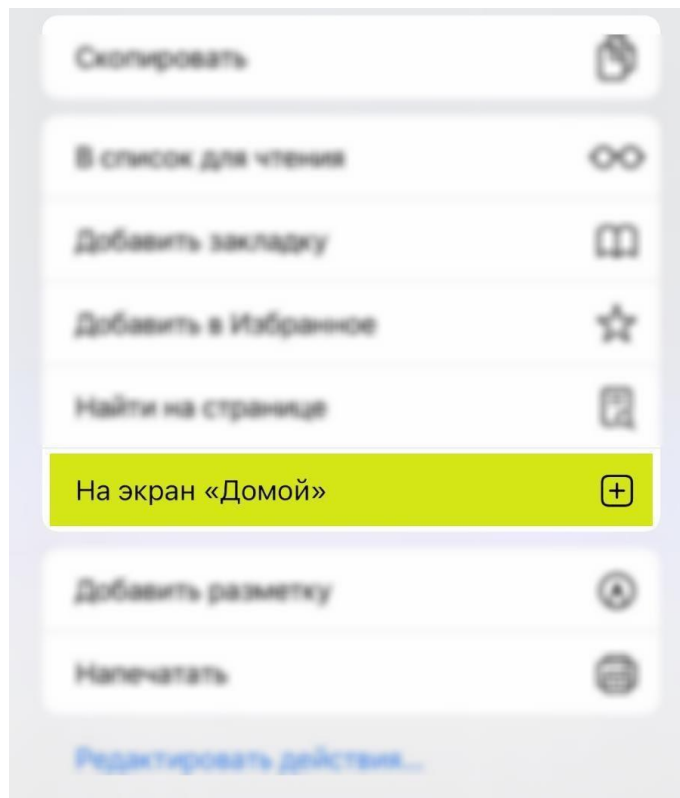 Скопировать
В список для чтения
Добавить закладку
Добавить в Избранное
Найти на странице
На экран «Домой»
Добавить разметку
Напечатать
Редактировать действия...